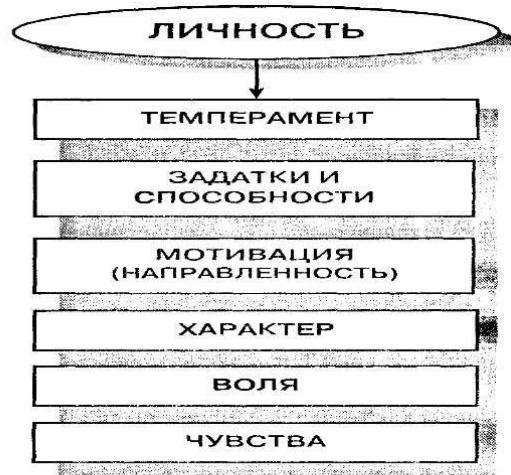 ЛИЧНОСТЬ
ТЕМПЕРАМЕНТ
ЗАДАТКИ И
СПОСОБНОСТИ
МОТИВАЦИЯ
(НАПРАВЛЕННОСТЬ)
ХАРАКТЕР
ВОЛЯ
ЧУВСТВА